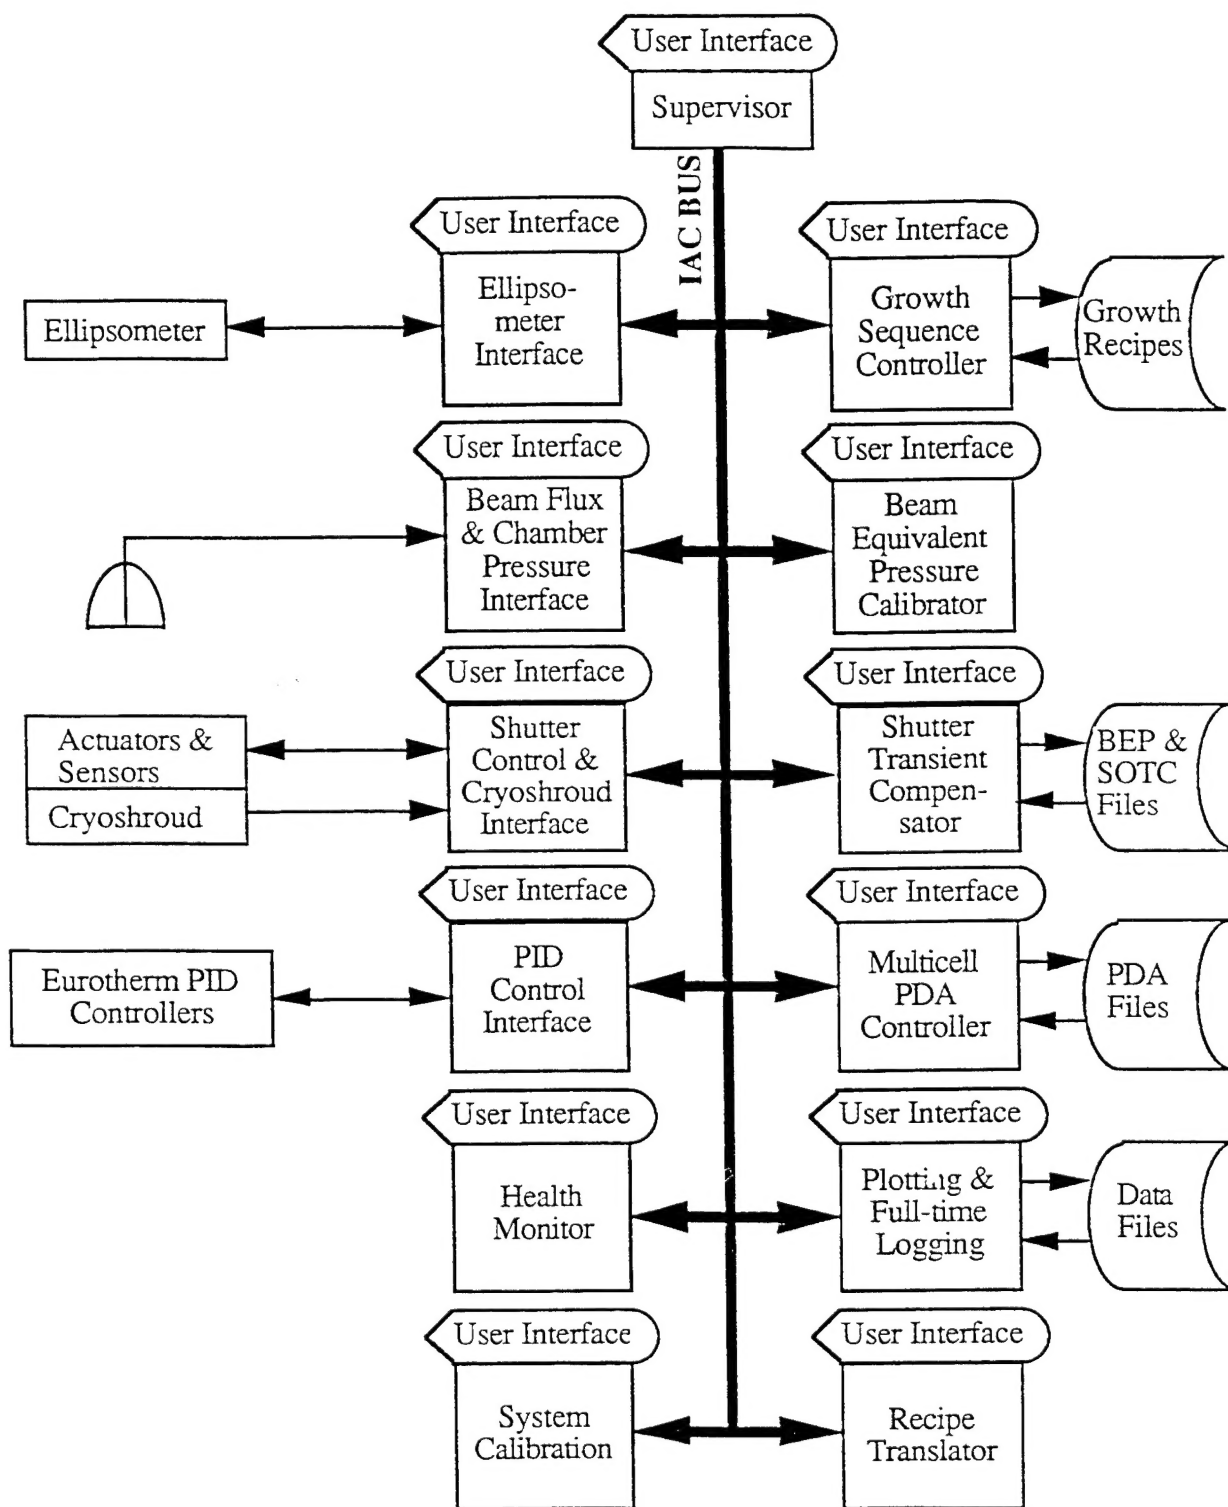 User Interface
Supervisor
IAC BUS
User Interface
Ellipso-
meter
Interface
Ellipsometer
User Interface
Growth
Sequence
Controller
Growth
Recipes
User Interface
Beam Flux
& Chamber
Pressure
Interface
User Interface
Beam
Equivalent
Pressure
Calibrator
User Interface
Shutter
Control &
Cryoshroud
Interface
Actuators &
Sensors
Cryoshroud
User Interface
Shutter
Transient
Compen-
sator
BEP &
SOTC
Files
User Interface
PID
Control
Interface
Eurotherm PID
Controllers
User Interface
Multicell
PDA
Controller
PDA
Files
User Interface
Health
Monitor
User Interface
Plotting &
Full-time
Logging
Data
Files
User Interface
System
Calibration
User Interface
Recipe
Translator